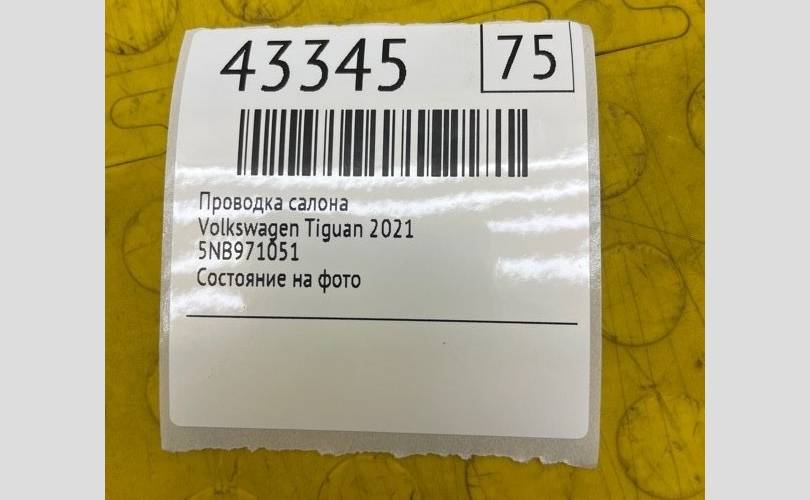 43345
75
Проводка салона
Volkswagen Tiguan 2021
5NB971051
Состояние на фото